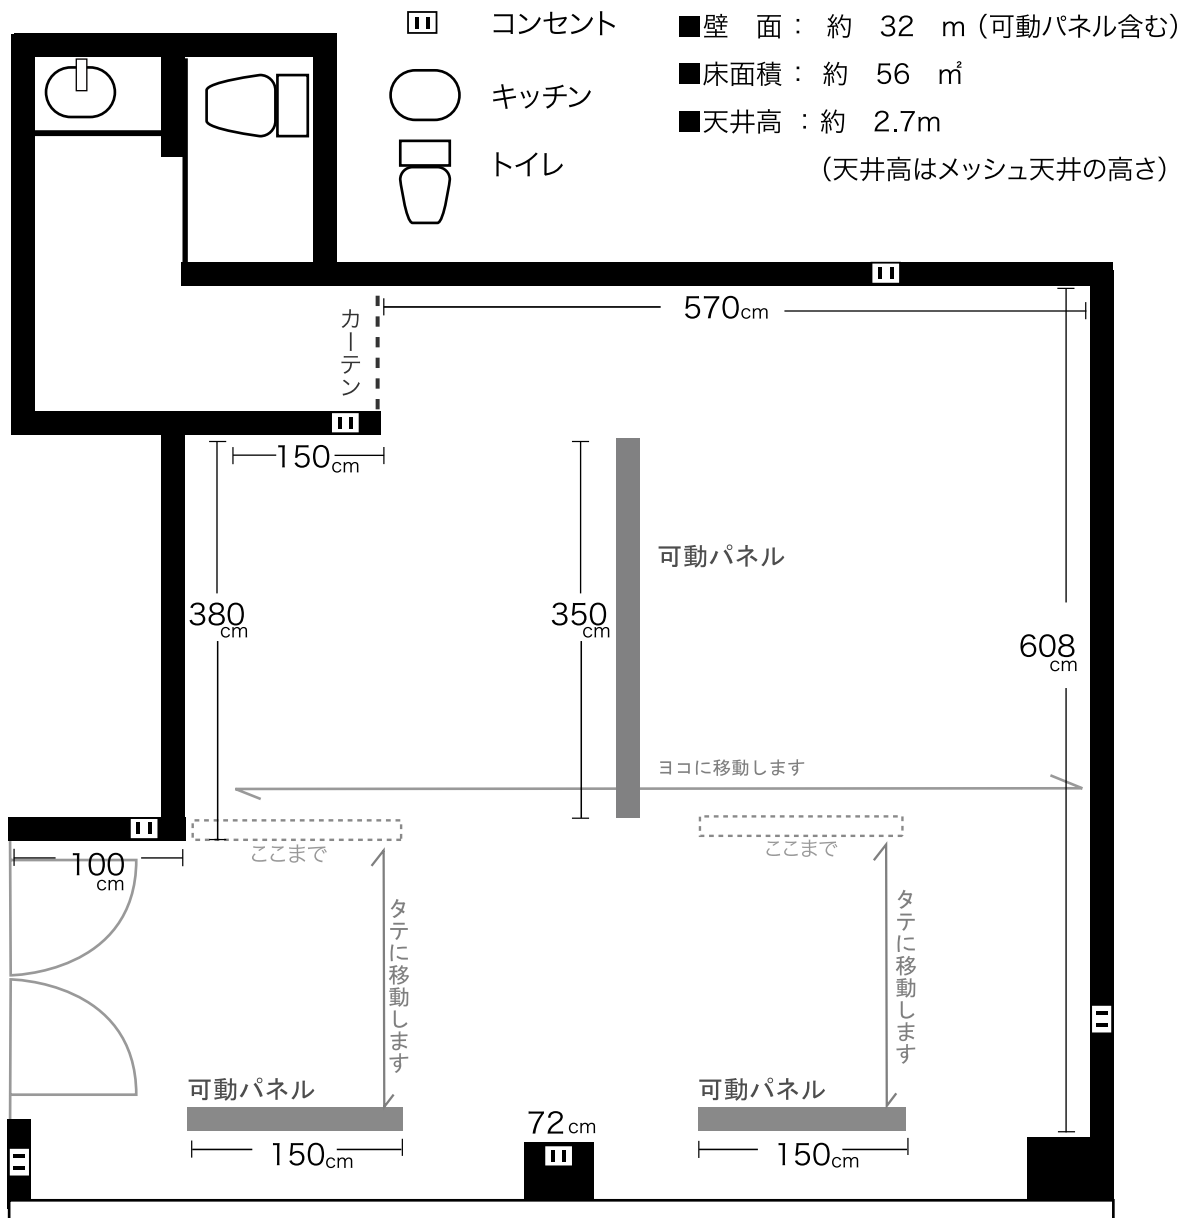 コンセント
キッチン
トイレ
■壁　面： 約　32　m（可動パネル含む）
■床面積： 約　56　㎡
■天井高 ：約　2.7m
（天井高はメッシュ天井の高さ）
カーテン
570cm
150cm
380cm
350cm
可動パネル
608cm
ヨコに移動します
100cm
ここまで
ここまで
タテに移動します
タテに移動します
可動パネル
可動パネル
150cm
72cm
150cm